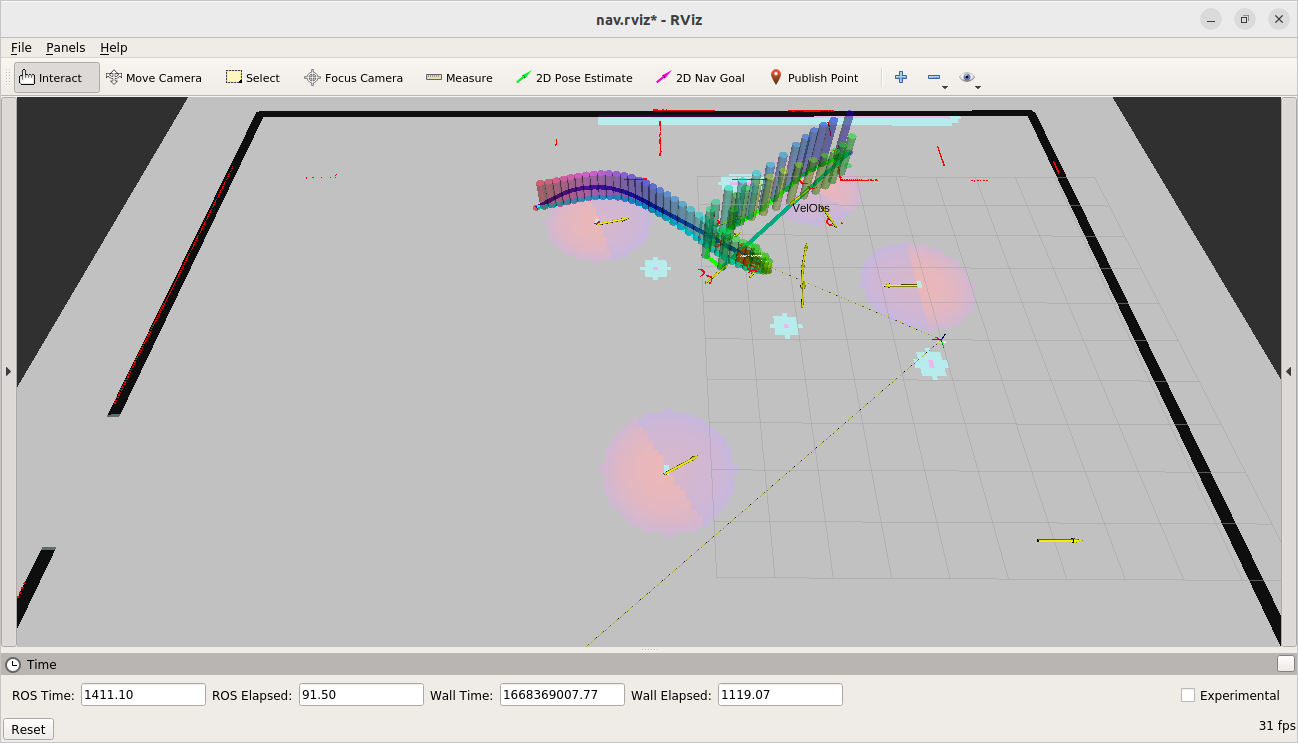 nav.rviz* - RViz
File Panels Help
Interact Move Camera Select Focus Camera Measure 2D Pose Estimate 2D Nav Goal Publish Point
VelObs
Time
ROS Time: 1411.10 ROS Elapsed: 91.50 Wall Time: 1668369007.77 Wall Elapsed: 1119.07 Experimental
Reset 31 fps